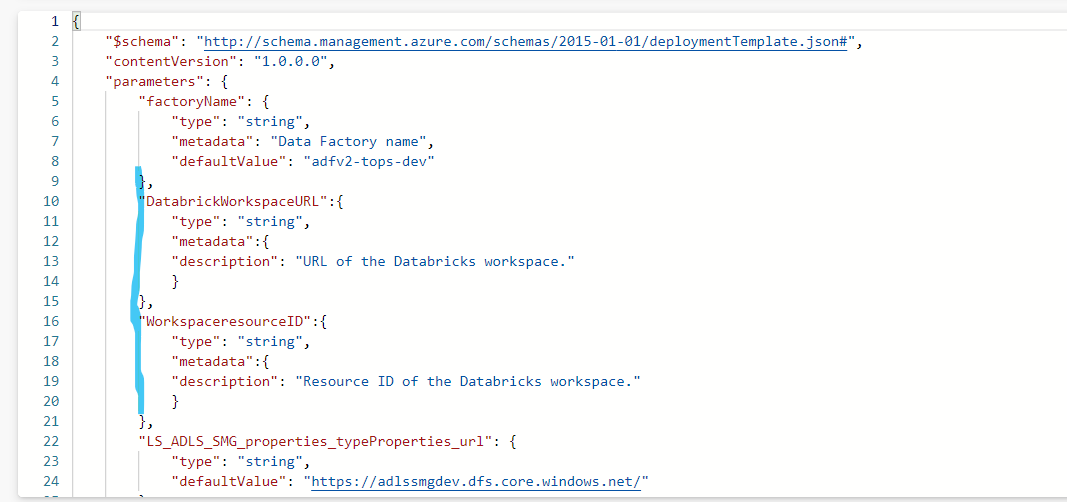 1 {
2 "$schema": "http://schema.management.azure.com/schemas/2015-01-01/deploymentTemplate.json#",
3 "contentVersion": "1.0.0.0",
4 "parameters": {
5 "factoryName": {
6 "type": "string",
7 "metadata": "Data Factory name",
8 "defaultValue": "adfv2-tops-dev"
9 },
10 "DatabrickWorkspaceURL":{
11 "type": "string",
12 "metadata":{
13 "description": "URL of the Databricks workspace."
14 }
15 },
16 "WorkspaceresourceID":{
17 "type": "string",
18 "metadata":{
19 "description": "Resource ID of the Databricks workspace."
20 }
21 },
22 "LS_ADLS_SMG_properties_typeProperties_url": {
23 "type": "string",
24 "defaultValue": "https://adlssmgdev.dfs.core.windows.net/"